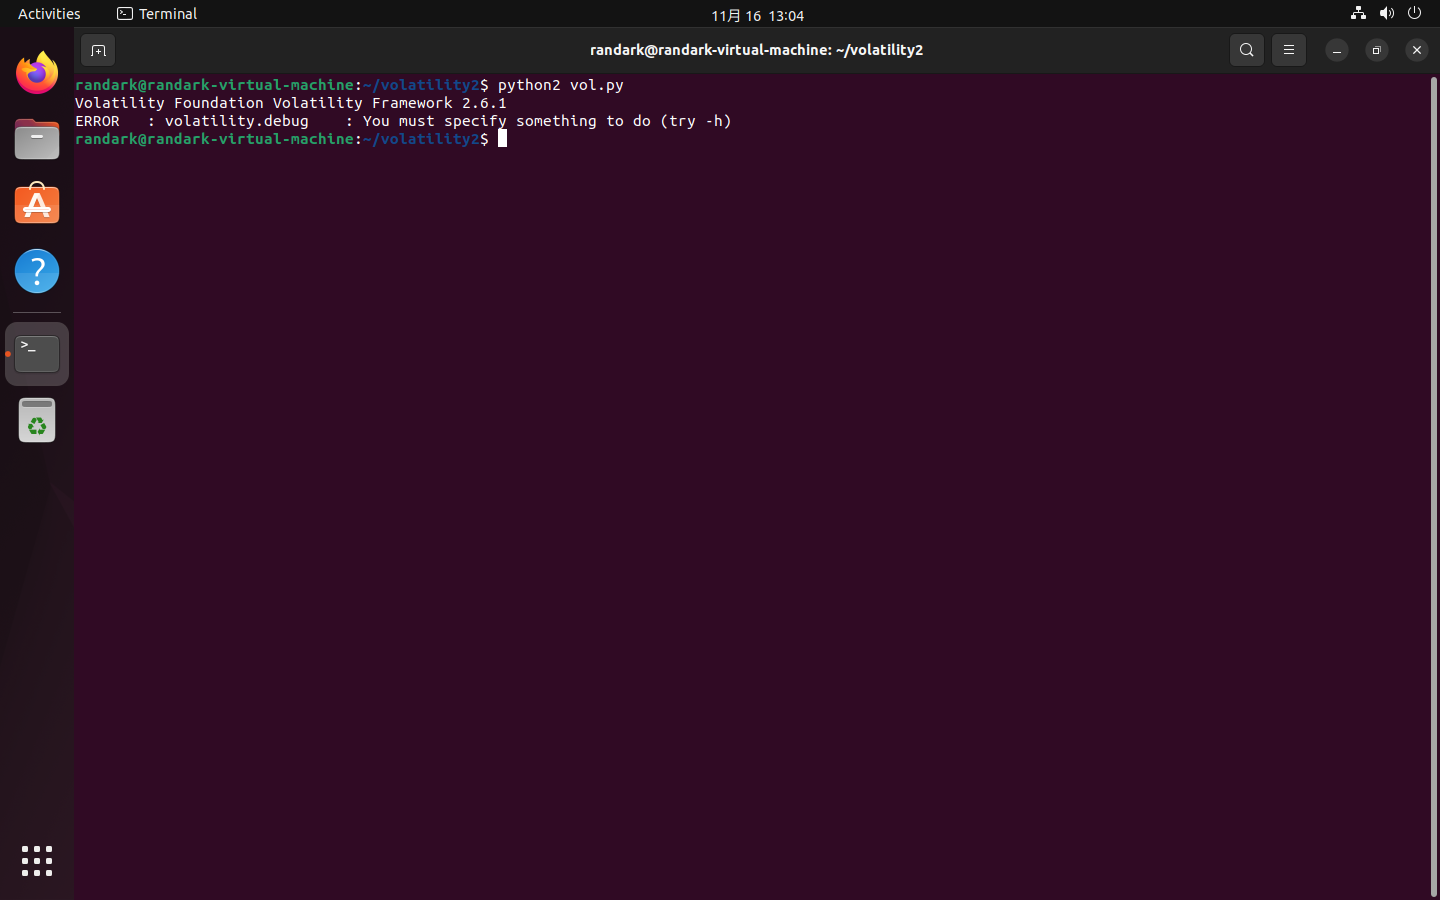 Activities
Terminal
11月 16 13:04
randark@randark-virtual-machine: ~/volatility2
randark@randark-virtual-machine:~/volatility2$ python2 vol.py
Volatility Foundation Volatility Framework 2.6.1
ERROR   : volatility.debug    : You must specify something to do (try -h)
randark@randark-virtual-machine:~/volatility2$